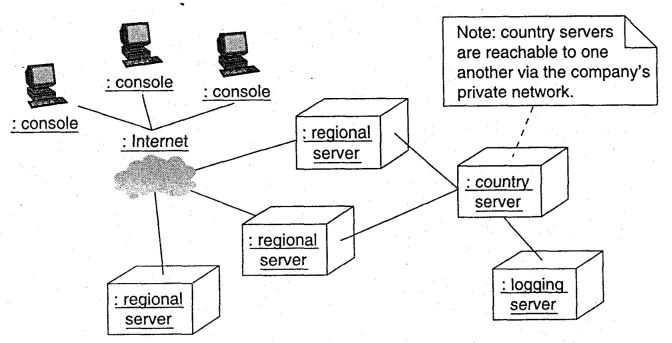 : console
: console
: console
: Internet
Note: country servers
are reachable to one
another via the company's
private network.
: regional
server
: country
server
: regional
server
: regional
server
: logging
server